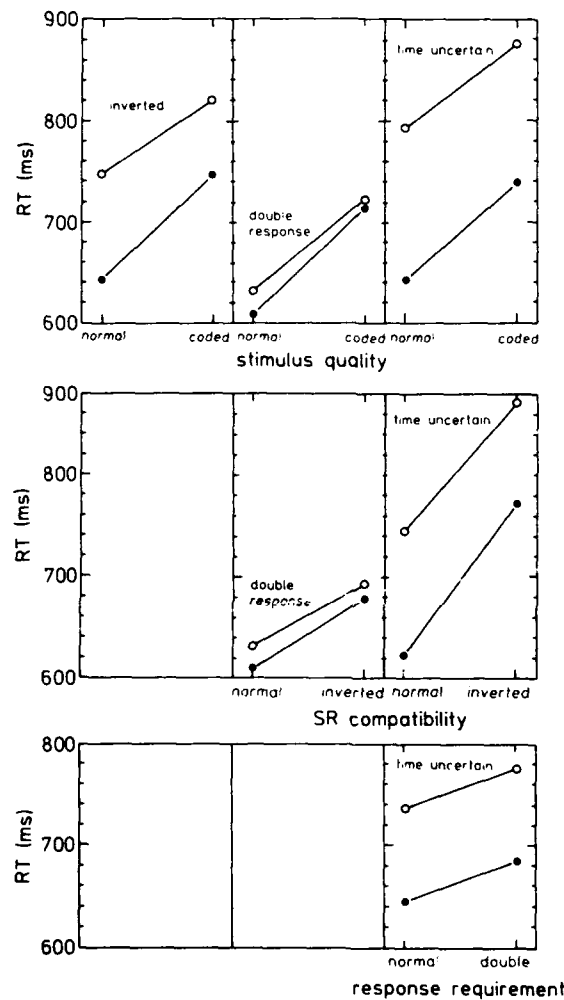 900
800
700
600
RT (ms)
inverted
double
response
time uncertain
normal coded normal coded normal coded
stimulus quality
900
800
700
600
RT (ms)
double
response
time uncertain
normal inverted normal inverted
SR compatibility
800
700
600
RT (ms)
time uncertain
normal double
response requirement